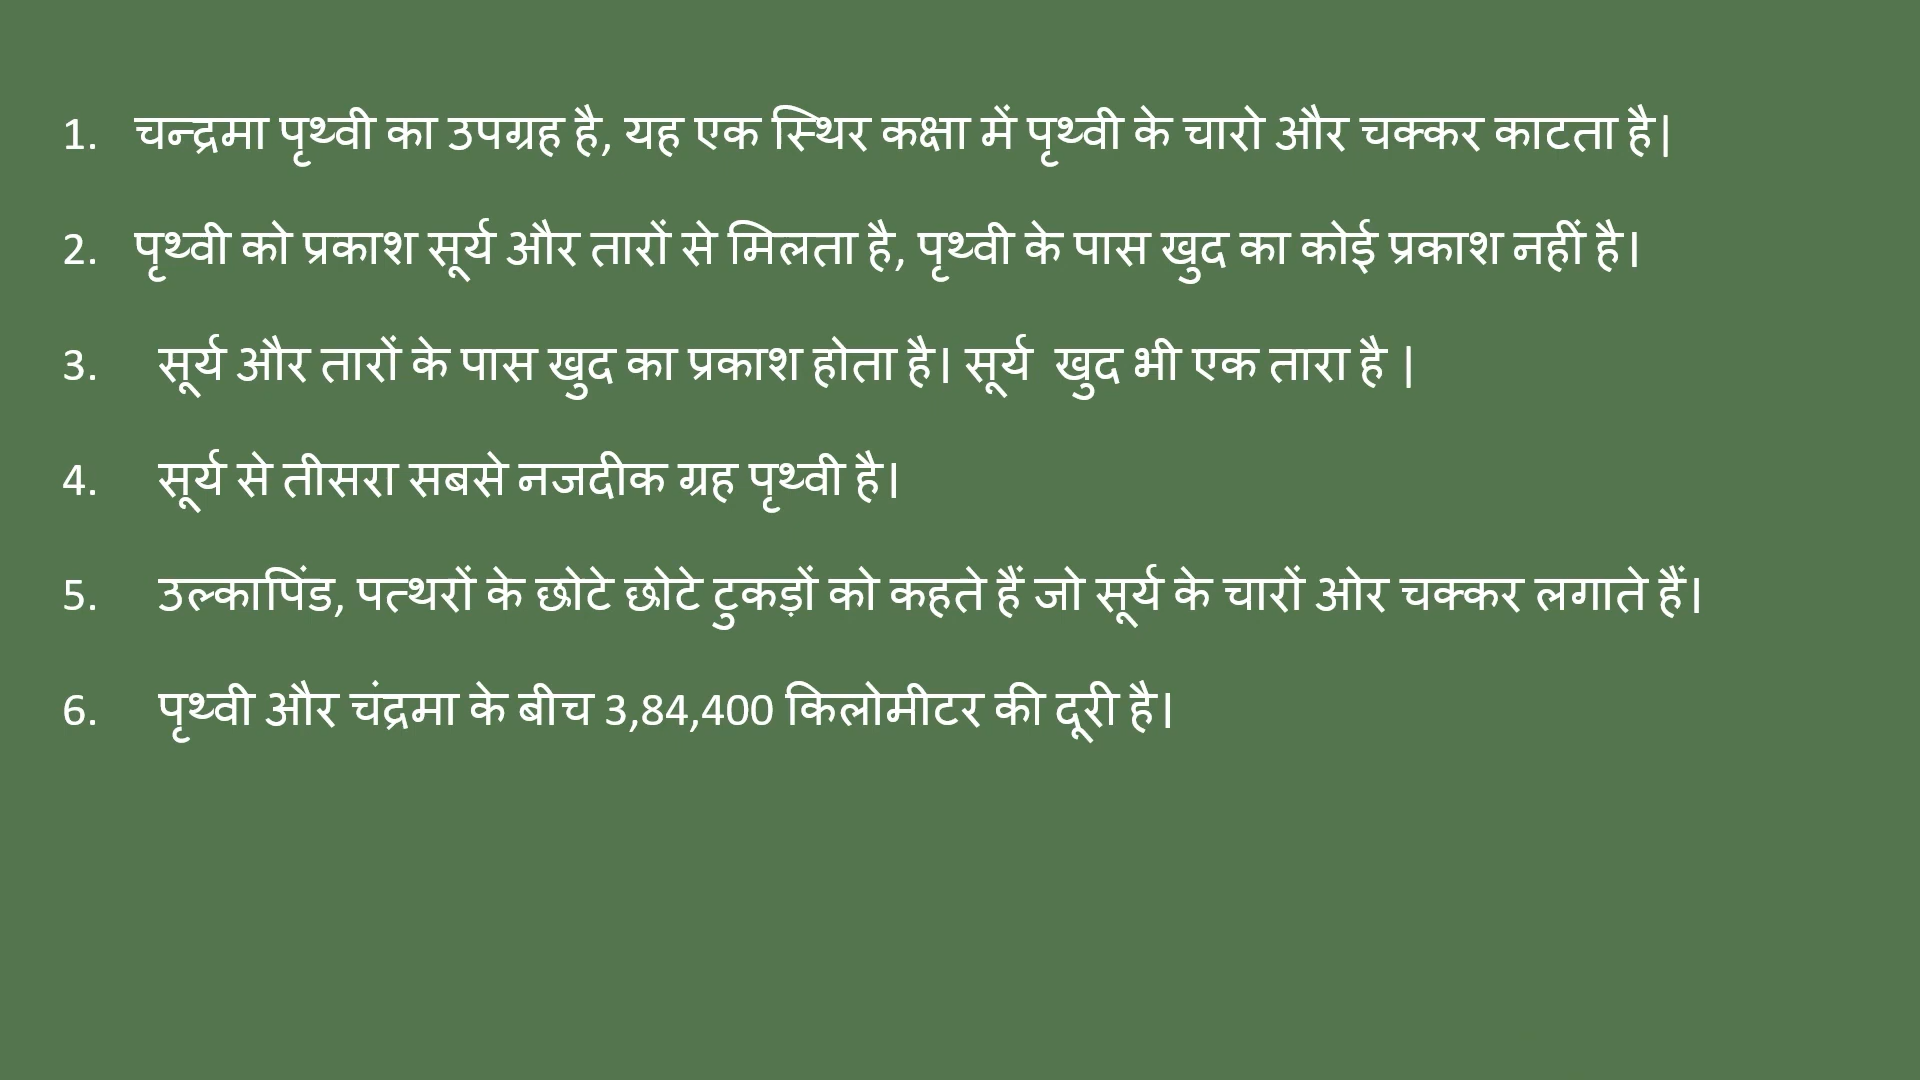 1. चन्द्रमा पृथ्वी का उपग्रह है, यह एक स्थिर कक्षा में पृथ्वी के चारो और चक्कर काटता है|
2. पृथ्वी को प्रकाश सूर्य और तारों से मिलता है, पृथ्वी के पास खुद का कोई प्रकाश नहीं है।
3. सूर्य और तारों के पास खुद का प्रकाश होता है। सूर्य खुद भी एक तारा है |
4. सूर्य से तीसरा सबसे नजदीक ग्रह पृथ्वी है।
5. उल्कापिंड, पत्थरों के छोटे छोटे टुकड़ों को कहते हैं जो सूर्य के चारों ओर चक्कर लगाते हैं।
6. पृथ्वी और चंद्रमा के बीच 3,84,400 किलोमीटर की दूरी है।